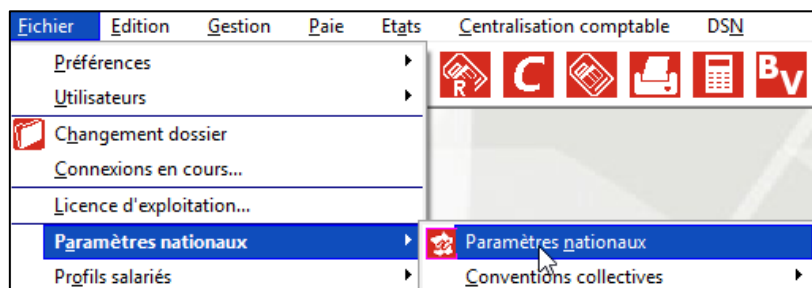 Fichier Edition Gestion Paie Etats Centralisation comptable DSN
Préférences
R C BV
Utilisateurs
Changement dossier
Connexions en cours...
Licence d'exploitation...
Paramètres nationaux Paramètres nationaux
Profils salariés Conventions collectives